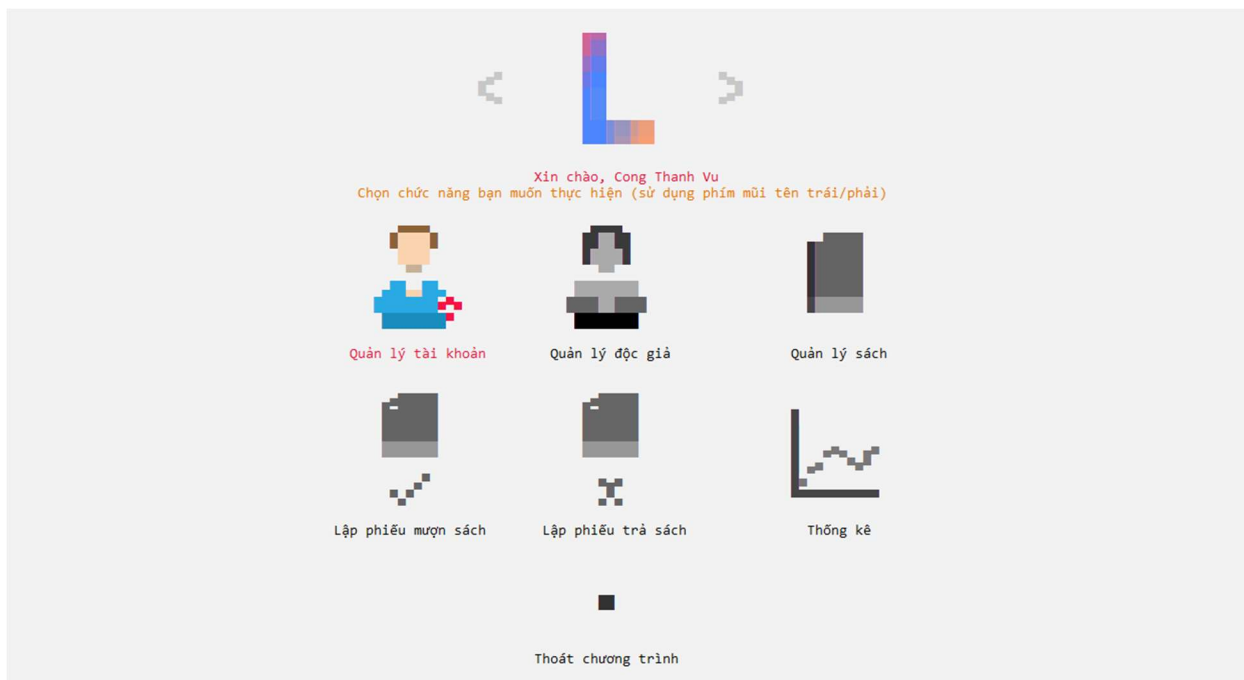 < L >
Xin chào, Cong Thanh Vu
Chọn chức năng bạn muốn thực hiện (sử dụng phím mũi tên trái/phải)
Quản lý tài khoản
Quản lý độc giả
Quản lý sách
Lập phiếu mượn sách
Lập phiếu trả sách
Thống kê
Thoát chương trình